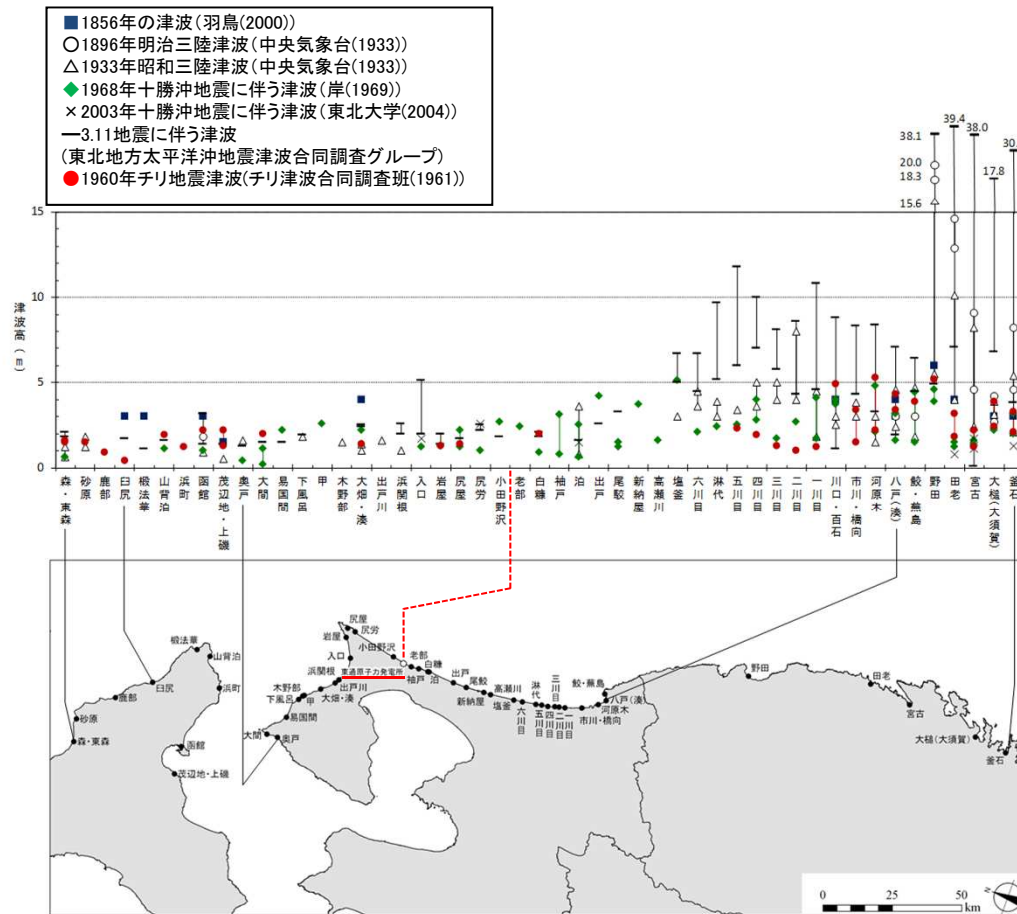 ■1856年の津波(羽鳥(2000))
○1896年明治三陸津波(中央気象台(1933))
△1933年昭和三陸津波(中央気象台(1933))
◆1968年十勝沖地震に伴う津波(岸(1969))
×2003年十勝沖地震に伴う津波(東北大学(2004))
ー3.11地震に伴う津波
(東北地方太平洋沖地震津波合同調査グループ)
●1960年チリ地震津波(チリ津波合同調査班(1961))
38.1
20.0
18.3
15.6
39.4
38.0
17.8
30.
津波高(m)
15
10
5
0
森・東森
砂原
鹿部
臼尻
椴法華
山背泊
浜町
函館
茂辺地・上磯
奥戸
大間
易国間
下風呂
甲
木野部
大畑・湊
出戸川
浜関根
入口
岩屋
尻屋
尻労
小田野沢
老部
白糠
袖戸
泊
出戸
尾駮
新納屋
高瀬川
塩釜
六川目
淋代
五川目
四川目
三川目
二川目
一川目
川口・百石
市川・橋向
河原木
八戸(湊)
鮫・蕪島
野田
田老
宮古
大槌(大須賀)
釜石
椴法華
山背泊
浜町
臼尻
鹿部
砂原
森・東森
函館
茂辺地・上磯
尻屋
岩屋
尻労
入口
小田野沢
浜関根
東通原子力発電所
老部
白糠
袖戸
泊
木野部
下風呂
甲
出戸川
大畑・湊
易国間
大間
奥戸
出戸
尾鮫
新納屋
高瀬川
塩釜
六川目
淋代
五川目
四川目
三川目
二川目
一川目
市川・橋向
河原木
八戸(湊)
鮫・蕪島
野田
田老
宮古
大槌(大須賀)
釜石
0 25 50
km
N